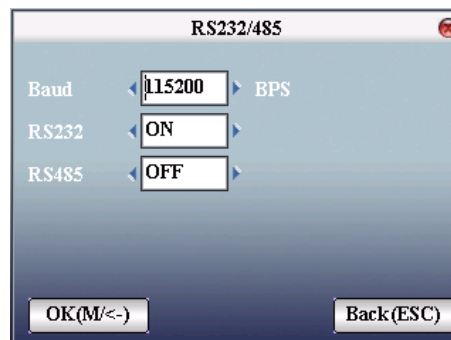 RS232/485
Baud 115200 BPS
RS232 ON
RS485 OFF
OK(M/<-) Back(ESC)